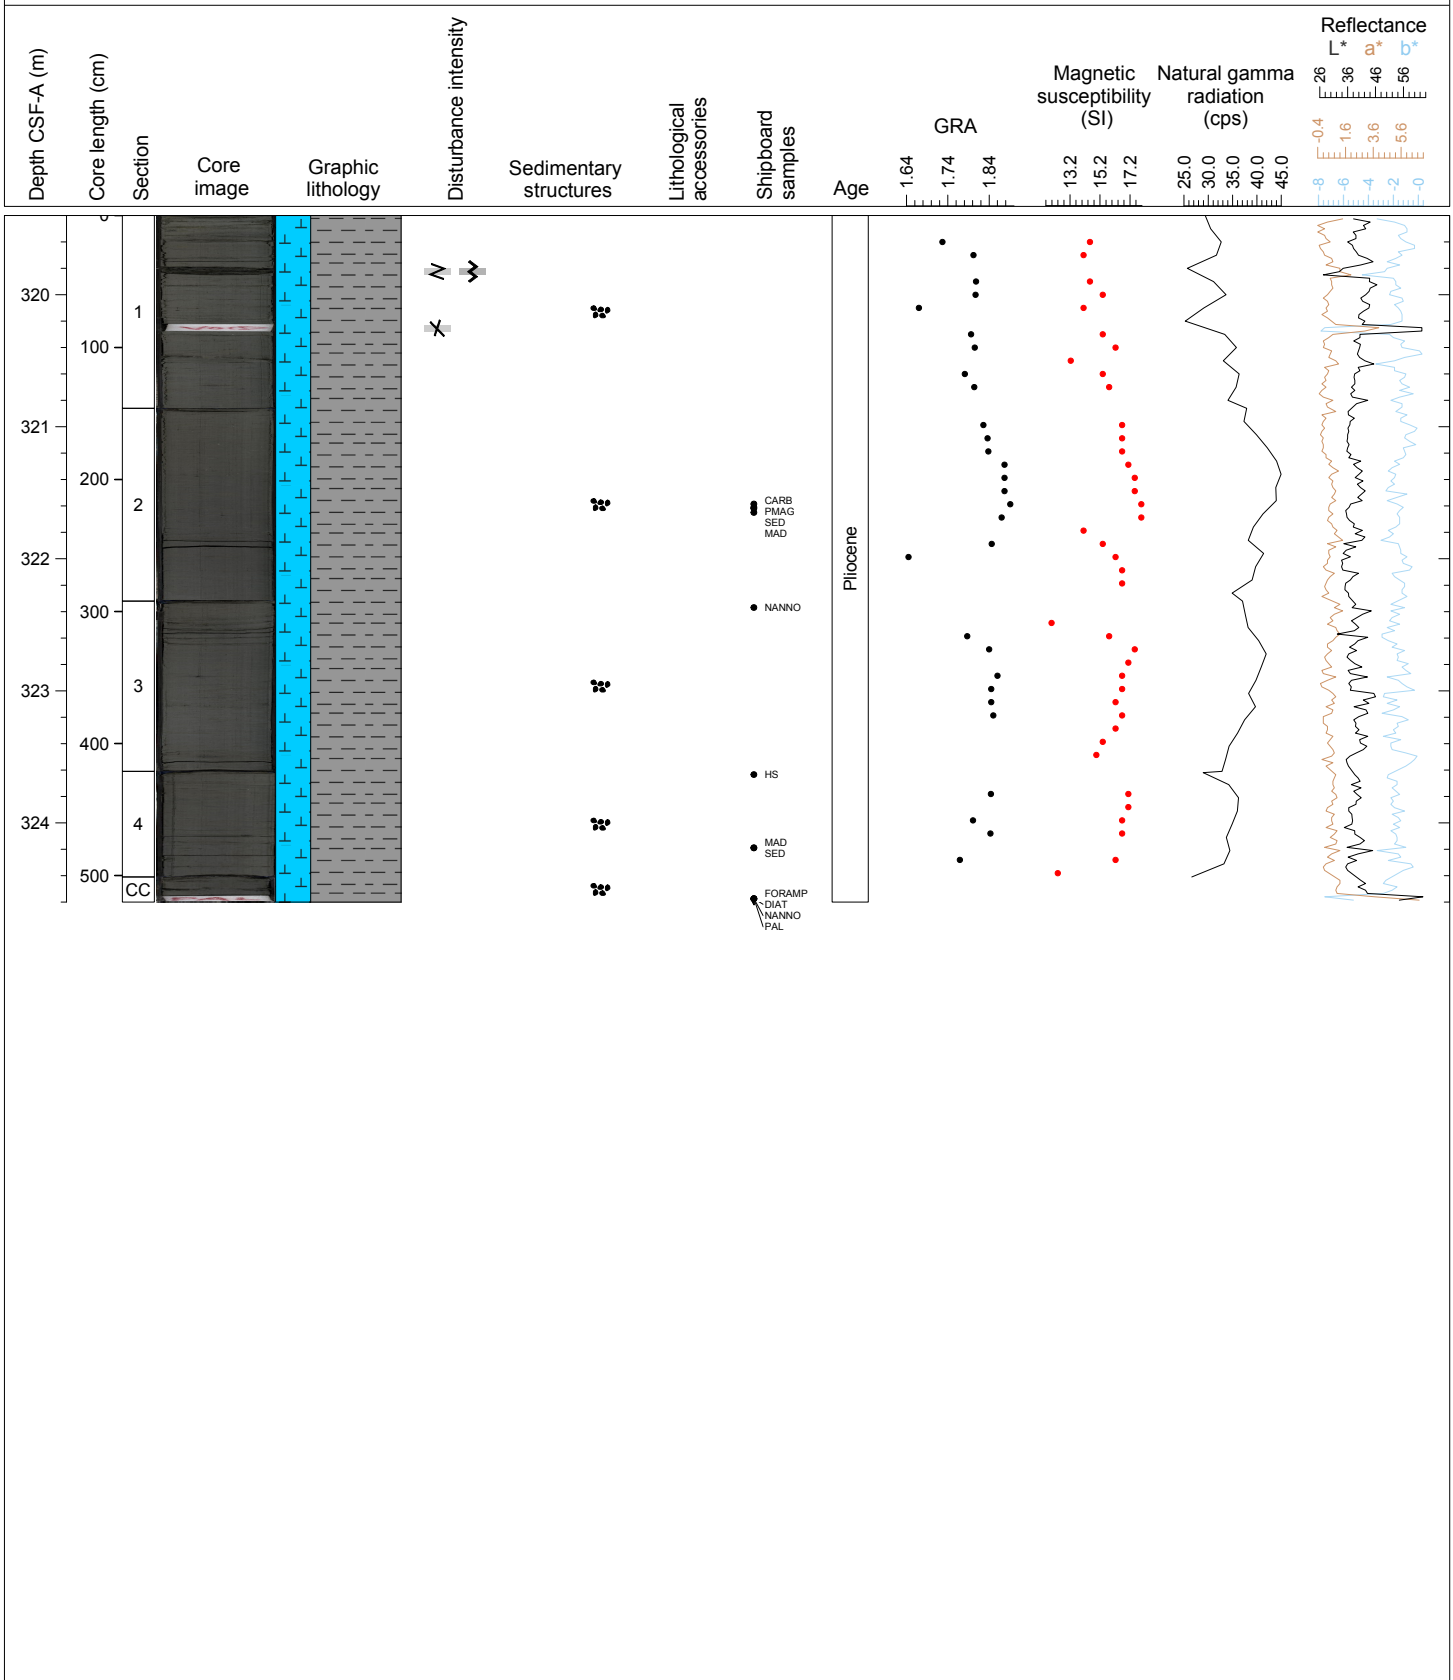 Depth CSF-A (m)
Core length (cm)
Section
Core
image
Graphic
lithology
Disturbance intensity
Sedimentary
structures
Lithological
accessories
Shipboard
samples
Age
GRA
1.64
1.74
1.84
Magnetic
susceptibility
(SI)
13.2
15.2
17.2
Natural gamma
radiation
(cps)
25.0
30.0
35.0
40.0
45.0
Reflectance
L* a* b*
26
36
46
56
-0.4
1.6
3.6
5.6
-8
-6
-4
-2
-0
0
320
1
100
321
200
2
CARB
PMAG
SED
MAD
322
Pliocene
300
NANNO
3
323
400
HS
324
4
MAD
SED
500
CC
FORAMP
DIAT
NANNO
PAL